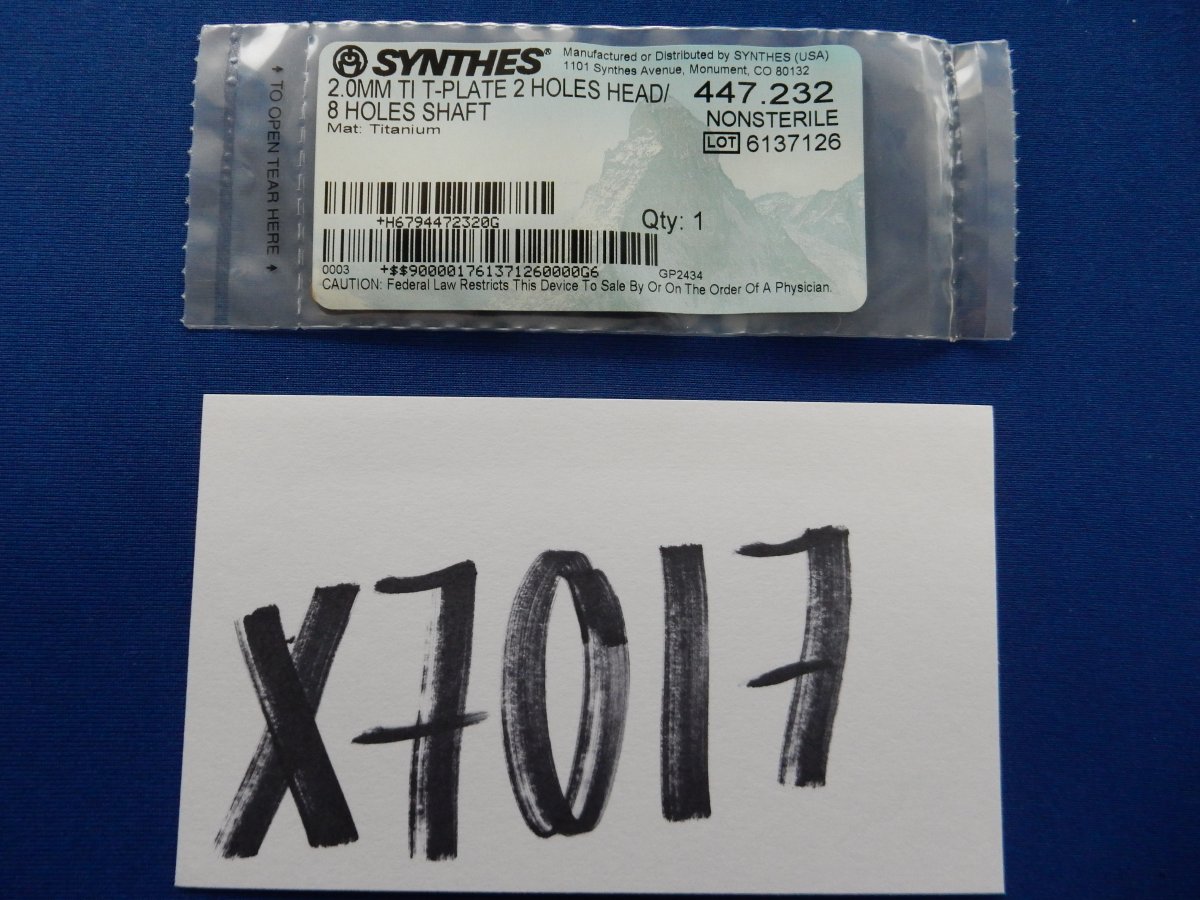 ↑ TO OPEN TEAR HERE ↑
SYNTHES® Manufactured or Distributed by SYNTHES (USA)
1101 Synthes Avenue, Monument, CO 80132
2.0MM TI T-PLATE 2 HOLES HEAD/ 447.232
8 HOLES SHAFT NONSTERILE
Mat: Titanium LOT 6137126
+H6794472320G
Qty: 1
0003 +$$900001761371260000G6 GP2434
CAUTION: Federal Law Restricts This Device To Sale By Or On The Order Of A Physician.
X7017